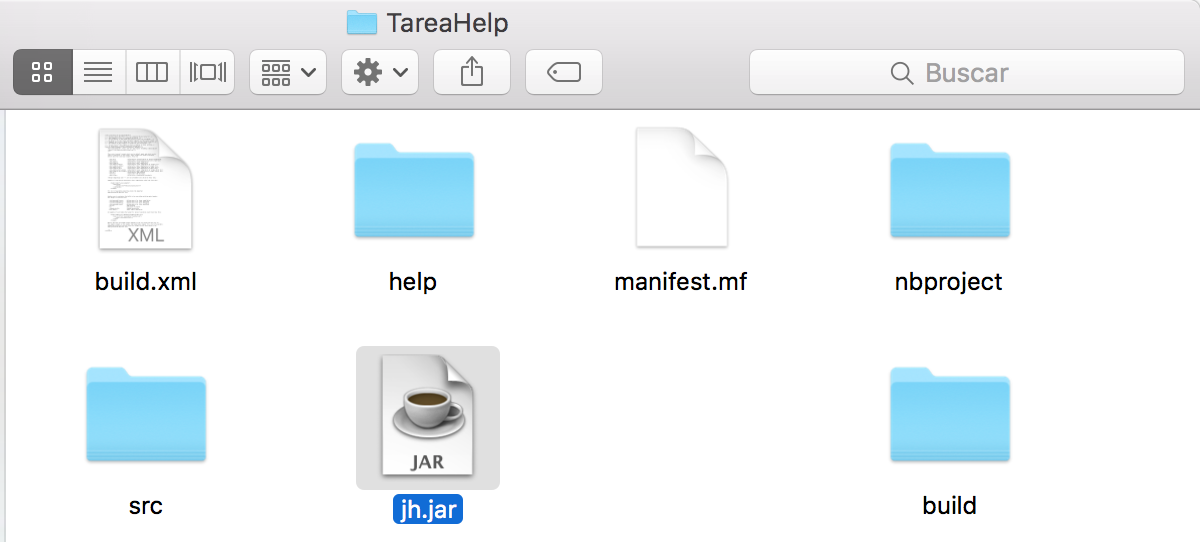 TareaHelp
Buscar
XML
build.xml
help
manifest.mf
nbproject
JAR
src
jh.jar
build